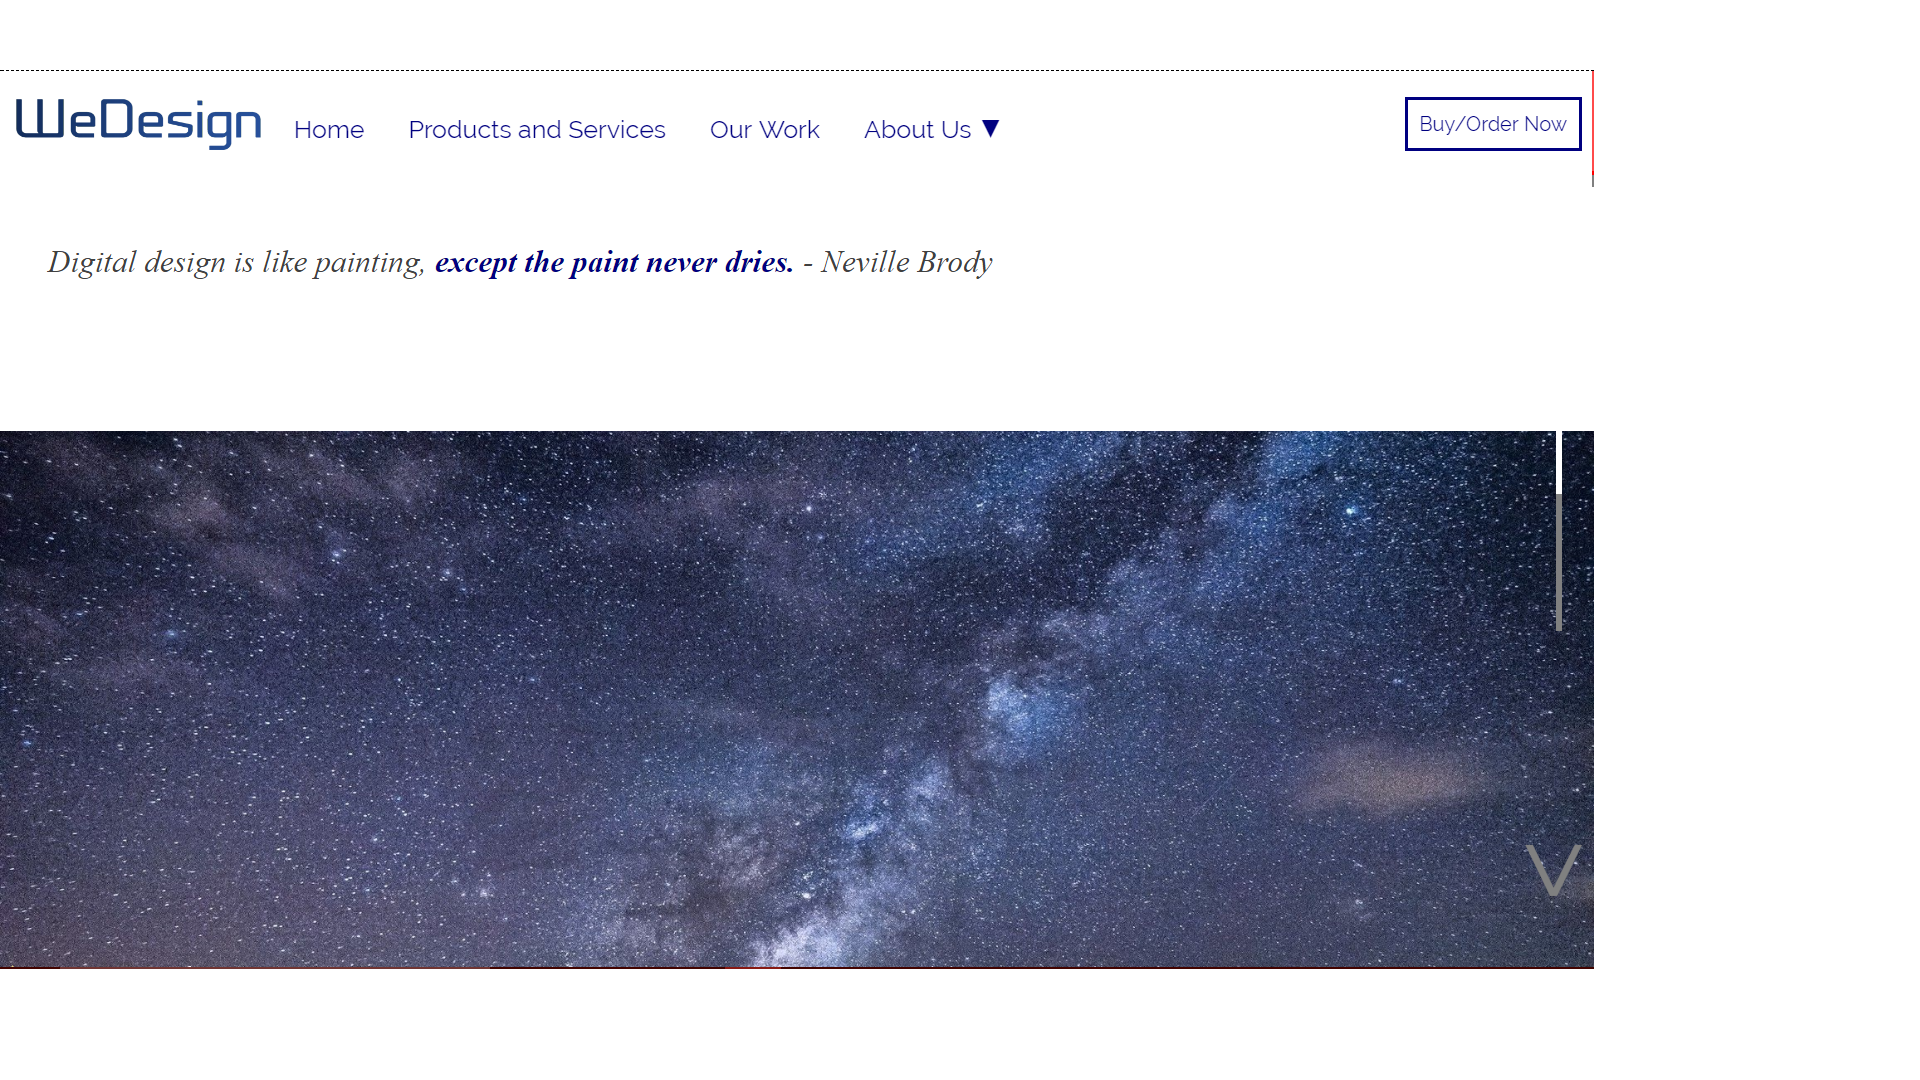 WeDesign
Home Products and Services Our Work About Us ▼
Buy/Order Now
Digital design is like painting, except the paint never dries. - Neville Brody